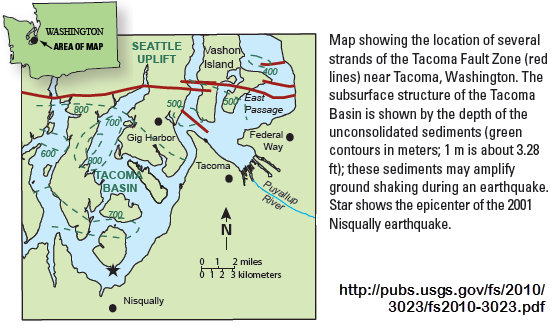 WASHINGTON
AREA OF MAP
SEATTLE
UPLIFT
Vashon
Island
400
800
700
500
500
East
Passage
Gig Harbor
Federal
Way
600
800
Tacoma
TACOMA
BASIN
Puyallup
River
700
N
0 1 2 miles
0 1 2 3 kilometers
Nisqually
Map showing the location of several
strands of the Tacoma Fault Zone (red
lines) near Tacoma, Washington. The
subsurface structure of the Tacoma
Basin is shown by the depth of the
unconsolidated sediments (green
contours in meters; 1 m is about 3.28
ft); these sediments may amplify
ground shaking during an earthquake.
Star shows the epicenter of the 2001
Nisqually earthquake.
http://pubs.usgs.gov/fs/2010/
3023/fs2010-3023.pdf